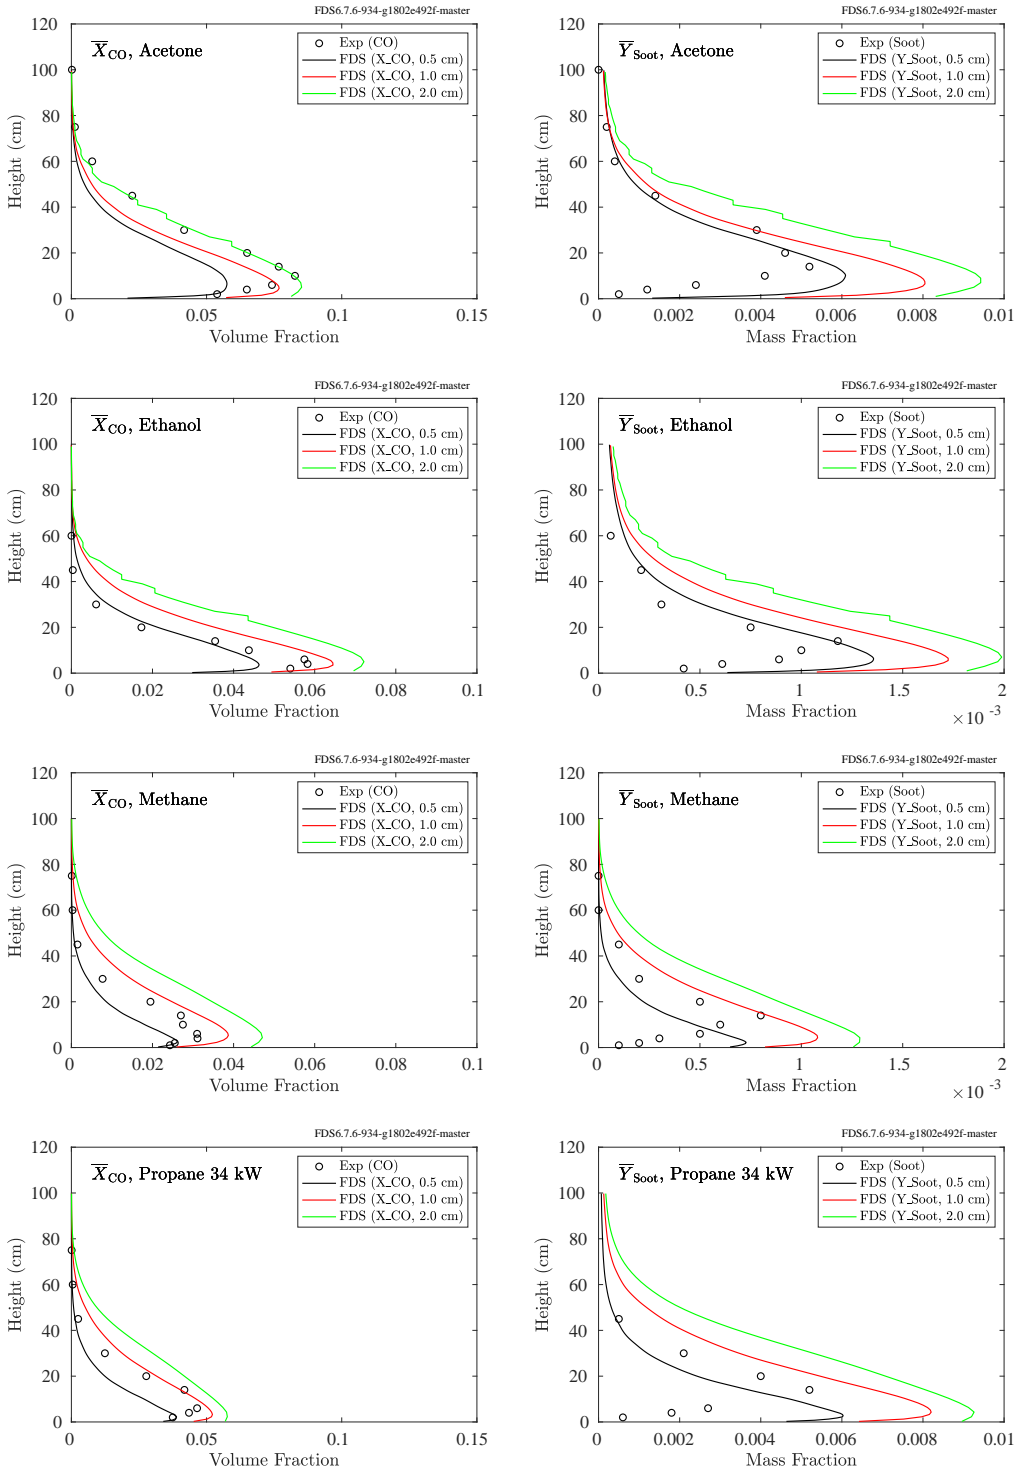 FDS6.7.6-934-g1802e492f-master
X̅CO, Acetone
Exp (CO)
FDS (X_CO, 0.5 cm)
FDS (X_CO, 1.0 cm)
FDS (X_CO, 2.0 cm)
120
100
80
60
40
20
0
Height (cm)
0 0.05 0.1 0.15
Volume Fraction
FDS6.7.6-934-g1802e492f-master
Y̅Soot, Acetone
Exp (Soot)
FDS (Y_Soot, 0.5 cm)
FDS (Y_Soot, 1.0 cm)
FDS (Y_Soot, 2.0 cm)
120
100
80
60
40
20
0
Height (cm)
0 0.002 0.004 0.006 0.008 0.01
Mass Fraction
FDS6.7.6-934-g1802e492f-master
X̅CO, Ethanol
Exp (CO)
FDS (X_CO, 0.5 cm)
FDS (X_CO, 1.0 cm)
FDS (X_CO, 2.0 cm)
120
100
80
60
40
20
0
Height (cm)
0 0.02 0.04 0.06 0.08 0.1
Volume Fraction
FDS6.7.6-934-g1802e492f-master
Y̅Soot, Ethanol
Exp (Soot)
FDS (Y_Soot, 0.5 cm)
FDS (Y_Soot, 1.0 cm)
FDS (Y_Soot, 2.0 cm)
120
100
80
60
40
20
0
Height (cm)
0 0.5 1 1.5 2
Mass Fraction
×10 -3
FDS6.7.6-934-g1802e492f-master
X̅CO, Methane
Exp (CO)
FDS (X_CO, 0.5 cm)
FDS (X_CO, 1.0 cm)
FDS (X_CO, 2.0 cm)
120
100
80
60
40
20
0
Height (cm)
0 0.02 0.04 0.06 0.08 0.1
Volume Fraction
FDS6.7.6-934-g1802e492f-master
Y̅Soot, Methane
Exp (Soot)
FDS (Y_Soot, 0.5 cm)
FDS (Y_Soot, 1.0 cm)
FDS (Y_Soot, 2.0 cm)
120
100
80
60
40
20
0
Height (cm)
0 0.5 1 1.5 2
Mass Fraction
×10 -3
FDS6.7.6-934-g1802e492f-master
X̅CO, Propane 34 kW
Exp (CO)
FDS (X_CO, 0.5 cm)
FDS (X_CO, 1.0 cm)
FDS (X_CO, 2.0 cm)
120
100
80
60
40
20
0
Height (cm)
0 0.05 0.1 0.15
Volume Fraction
FDS6.7.6-934-g1802e492f-master
Y̅Soot, Propane 34 kW
Exp (Soot)
FDS (Y_Soot, 0.5 cm)
FDS (Y_Soot, 1.0 cm)
FDS (Y_Soot, 2.0 cm)
120
100
80
60
40
20
0
Height (cm)
0 0.002 0.004 0.006 0.008 0.01
Mass Fraction